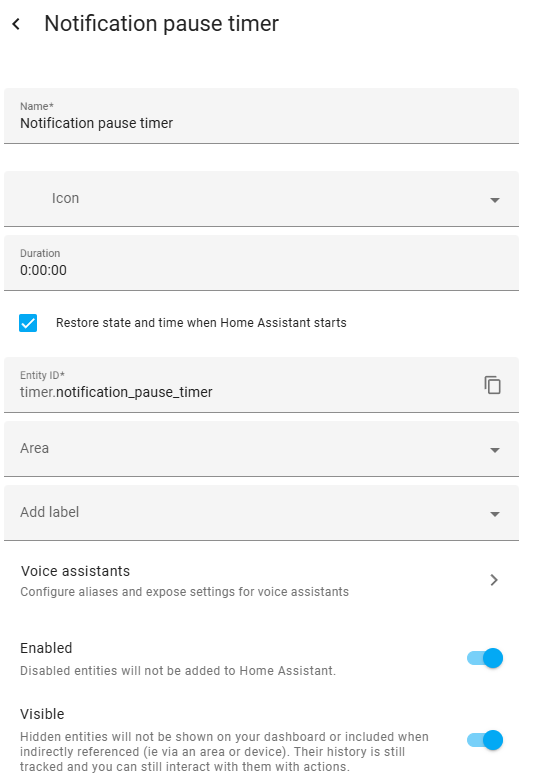 Notification pause timer
Name*
Notification pause timer
Icon
Duration
0:00:00
Restore state and time when Home Assistant starts
Entity ID*
timer.notification_pause_timer
Area
Add label
Voice assistants
Configure aliases and expose settings for voice assistants
Enabled
Disabled entities will not be added to Home Assistant.
Visible
Hidden entities will not be shown on your dashboard or included when
indirectly referenced (ie via an area or device). Their history is still
tracked and you can still interact with them with actions.